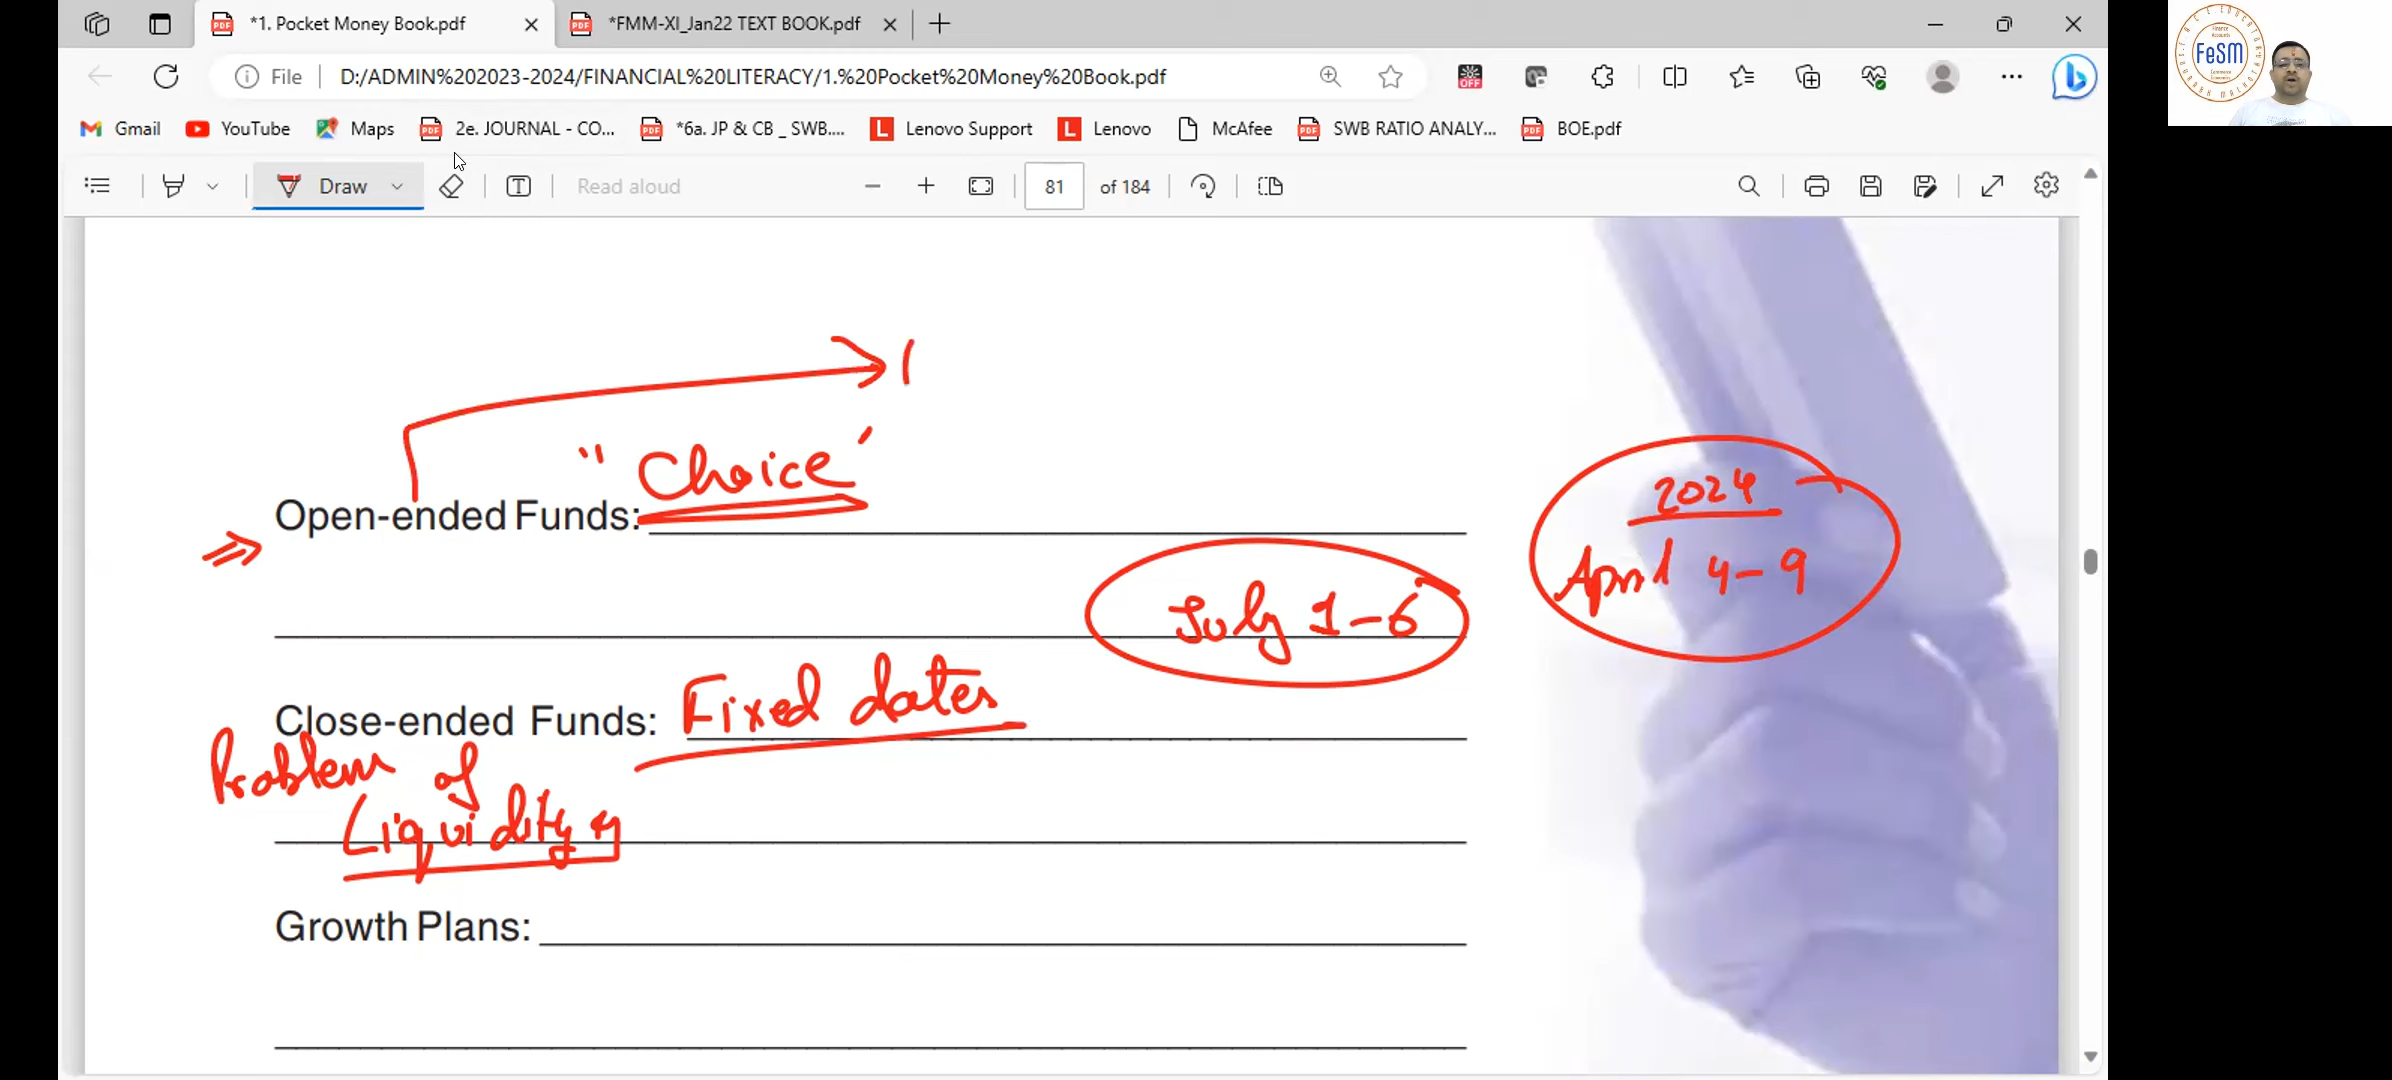 *1. Pocket Money Book.pdf
*FMM-XI_Jan22 TEXT BOOK.pdf
File
D:/ADMIN%202023-2024/FINANCIAL%20LITERACY/1.%20Pocket%20Money%20Book.pdf
OFF
Gmail
YouTube
Maps
2e. JOURNAL - CO...
*6a. JP & CB _ SWB....
Lenovo Support
Lenovo
McAfee
SWB RATIO ANALY...
BOE.pdf
Draw
Read aloud
81 of 184
"Choice"
Open-ended Funds:
2024
April 4-9
July 1-6
Close-ended Funds: Fixed dates
Problem of
Liquidity
Growth Plans:
FeSM